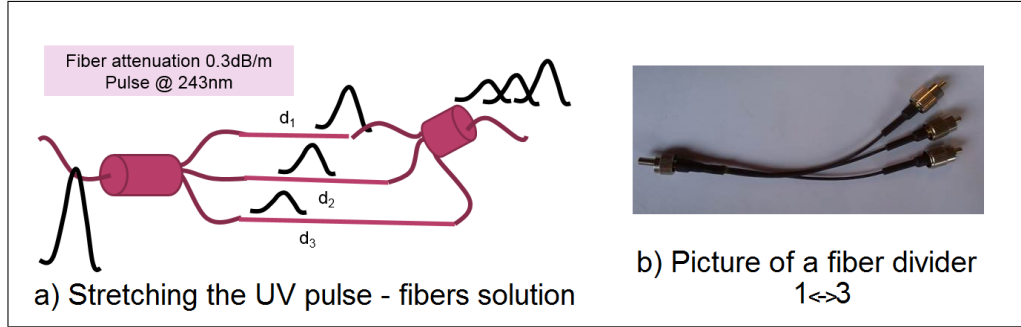 Fiber attenuation 0.3dB/m
Pulse @ 243nm
d1
d2
d3
a) Stretching the UV pulse - fibers solution
b) Picture of a fiber divider
1<->3